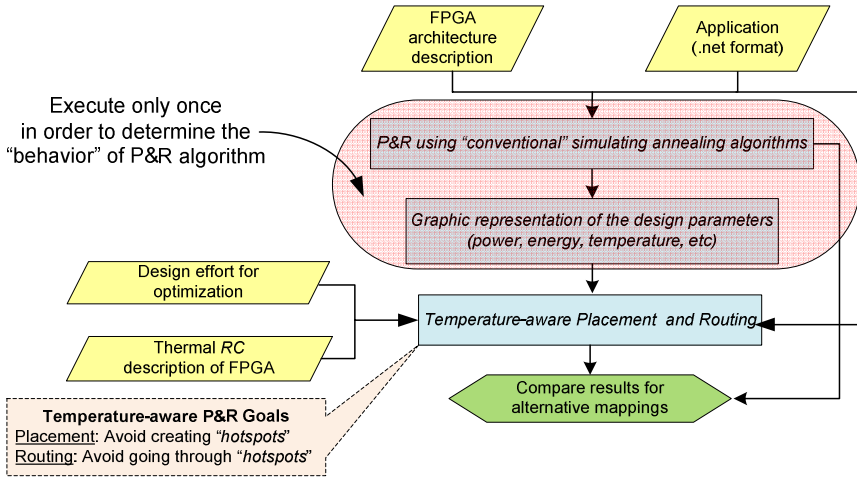 FPGA
architecture
description
Application
(.net format)
Execute only once
in order to determine the
“behavior” of P&R algorithm
P&R using “conventional” simulating annealing algorithms
Graphic representation of the design parameters
(power, energy, temperature, etc)
Design effort for
optimization
Temperature-aware Placement and Routing
Thermal RC
description of FPGA
Compare results for
alternative mappings
Temperature-aware P&R Goals
Placement: Avoid creating “hotspots”
Routing: Avoid going through “hotspots”